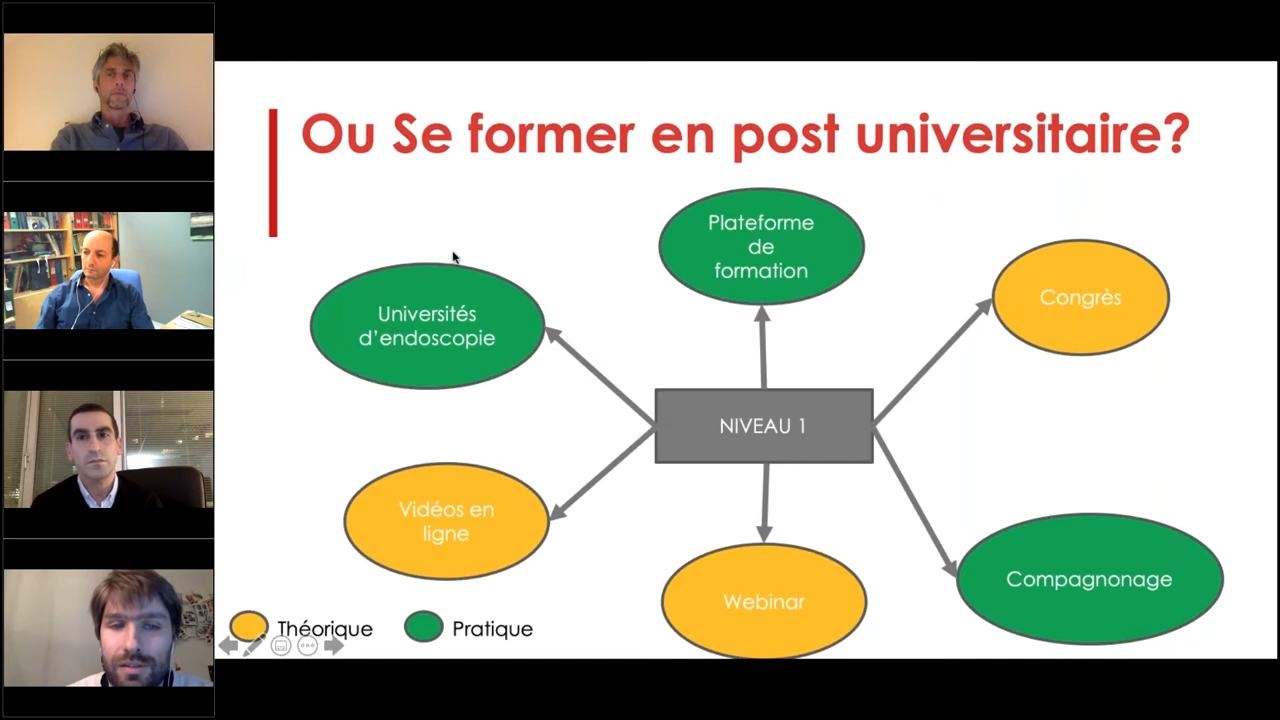 Ou Se former en post universitaire?
Plateforme
de
formation
Congrès
Universités
d'endoscopie
NIVEAU 1
Vidéos en
ligne
Compagnonage
Webinar
Théorique
Pratique